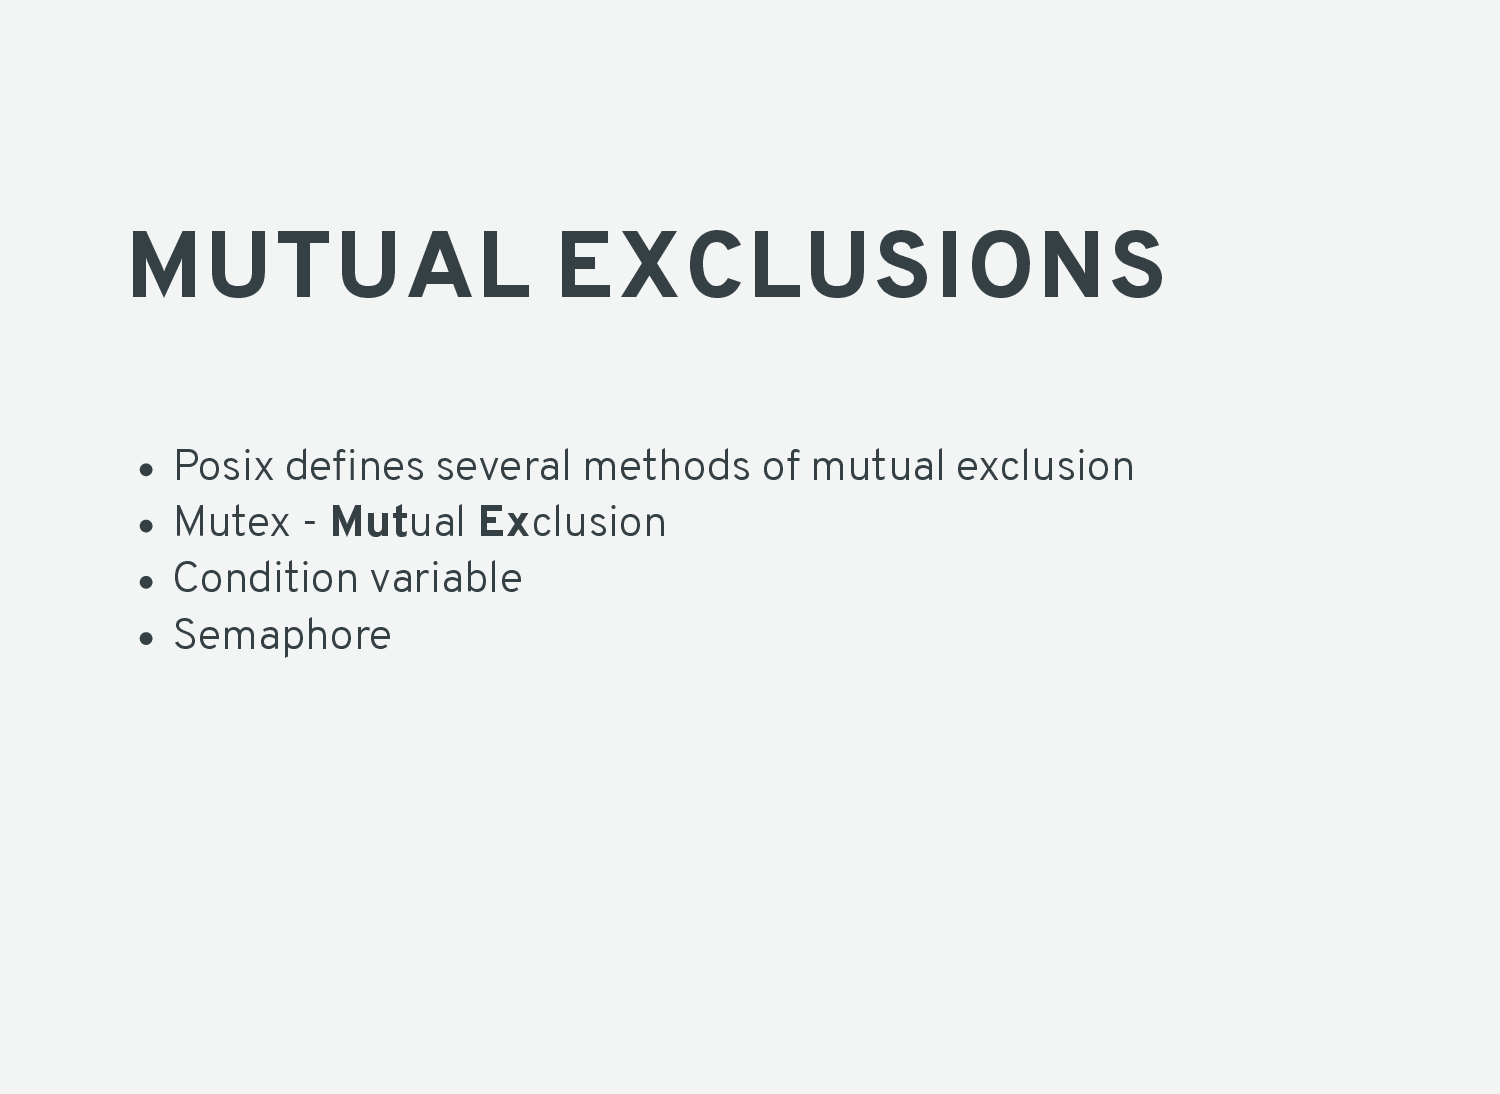 MUTUAL EXCLUSIONS
• Posix defines several methods of mutual exclusion
• Mutex - Mutual Exclusion
• Condition variable
• Semaphore